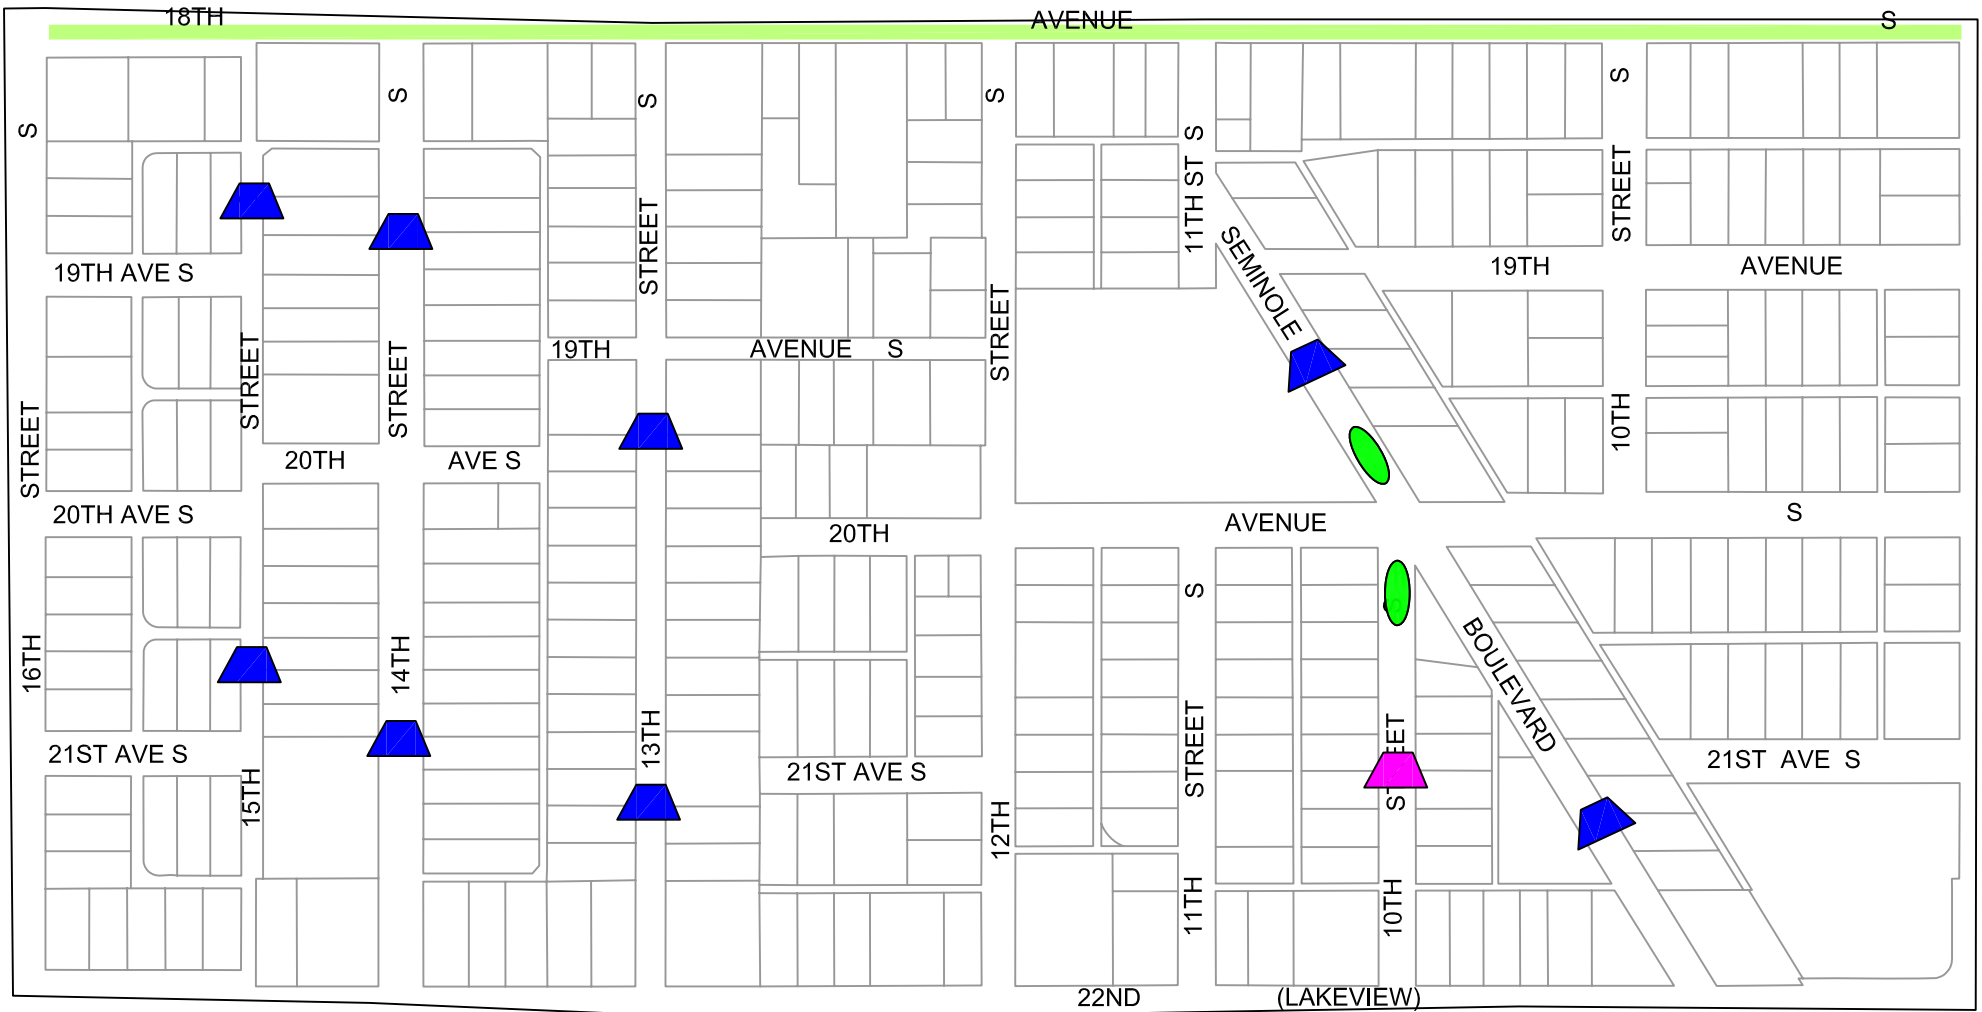 18TH AVENUE S
S
S
S
S
S
S
11TH ST
STREET
STREET
SEMINOLE
19TH AVE S
19TH AVENUE
STREET
STREET
STREET
19TH AVENUE S
STREET
10TH
20TH AVE S
20TH AVE S
20TH AVENUE S
S
S
16TH
14TH
13TH
BOULEVARD
STREET
STREET
21ST AVE S
21ST AVE S
21ST AVE S
15TH
12TH
11TH
10TH
22ND (LAKEVIEW)